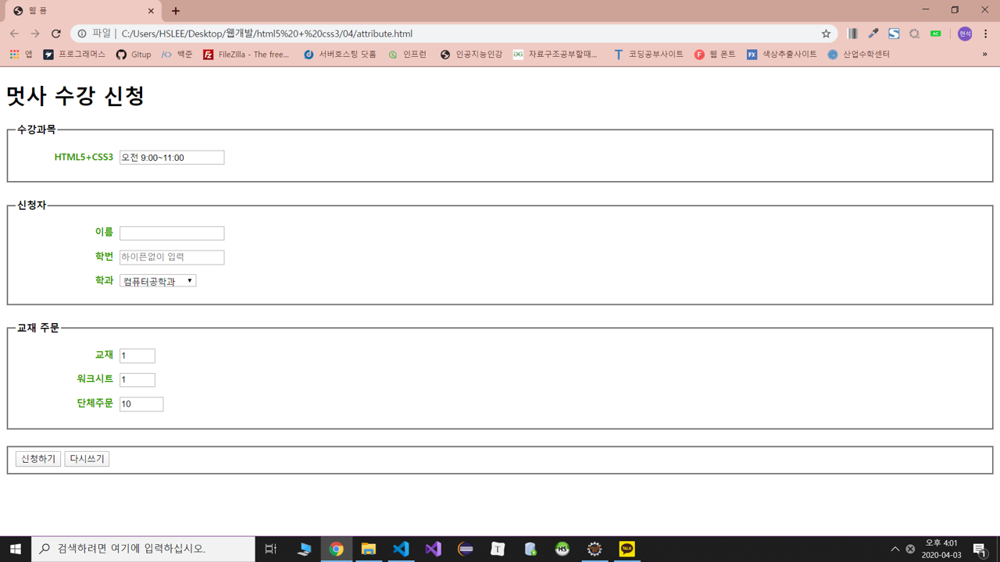 웹 폼
파일 | C:/Users/HSLEE/Desktop/웹개발/html5%20+%20css3/04/attribute.html
AC
현석
앱 프로그래머스 GItup 백준 FileZilla - The free... 서버호스팅 닷홈 인프런 인공지능인강 자료구조공부할때... 코딩공부사이트 웹 폰트 색상추출사이트 산업수학센터 »
멋사 수강 신청
수강과목
HTML5+CSS3 오전 9:00~11:00
신청자
이름
학번 하이픈없이 입력
학과 컴퓨터공학과
교재 주문
교재 1
워크시트 1
단체주문 10
신청하기 다시쓰기
검색하려면 여기에 입력하십시오.
T
HS
TALK
오후 4:01
2020-04-03
1